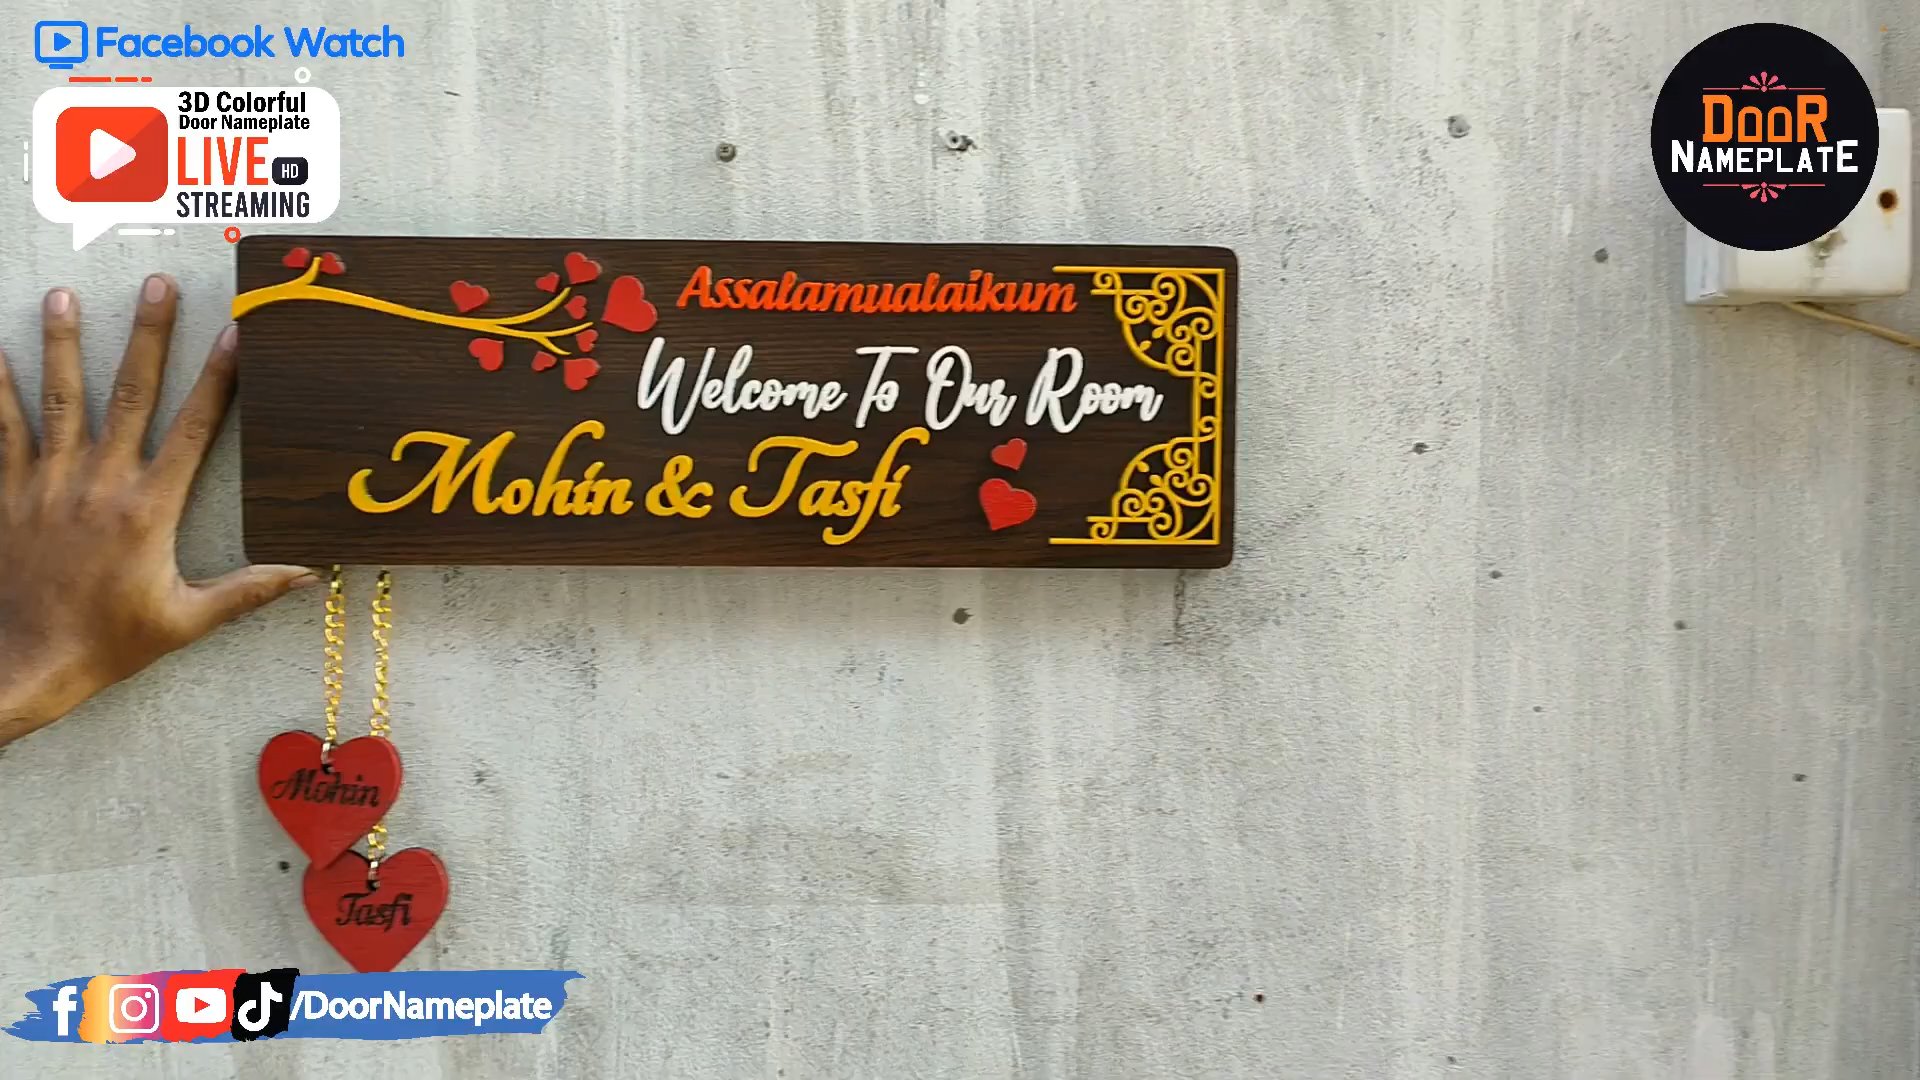 Facebook Watch
3D Colorful
Door Nameplate
LIVE HD
STREAMING
DooR
NAMEPLATE
Assalamualaikum
Welcome To Our Room
Mohin & Tasfi
Mohin
Tasfi
/DoorNameplate